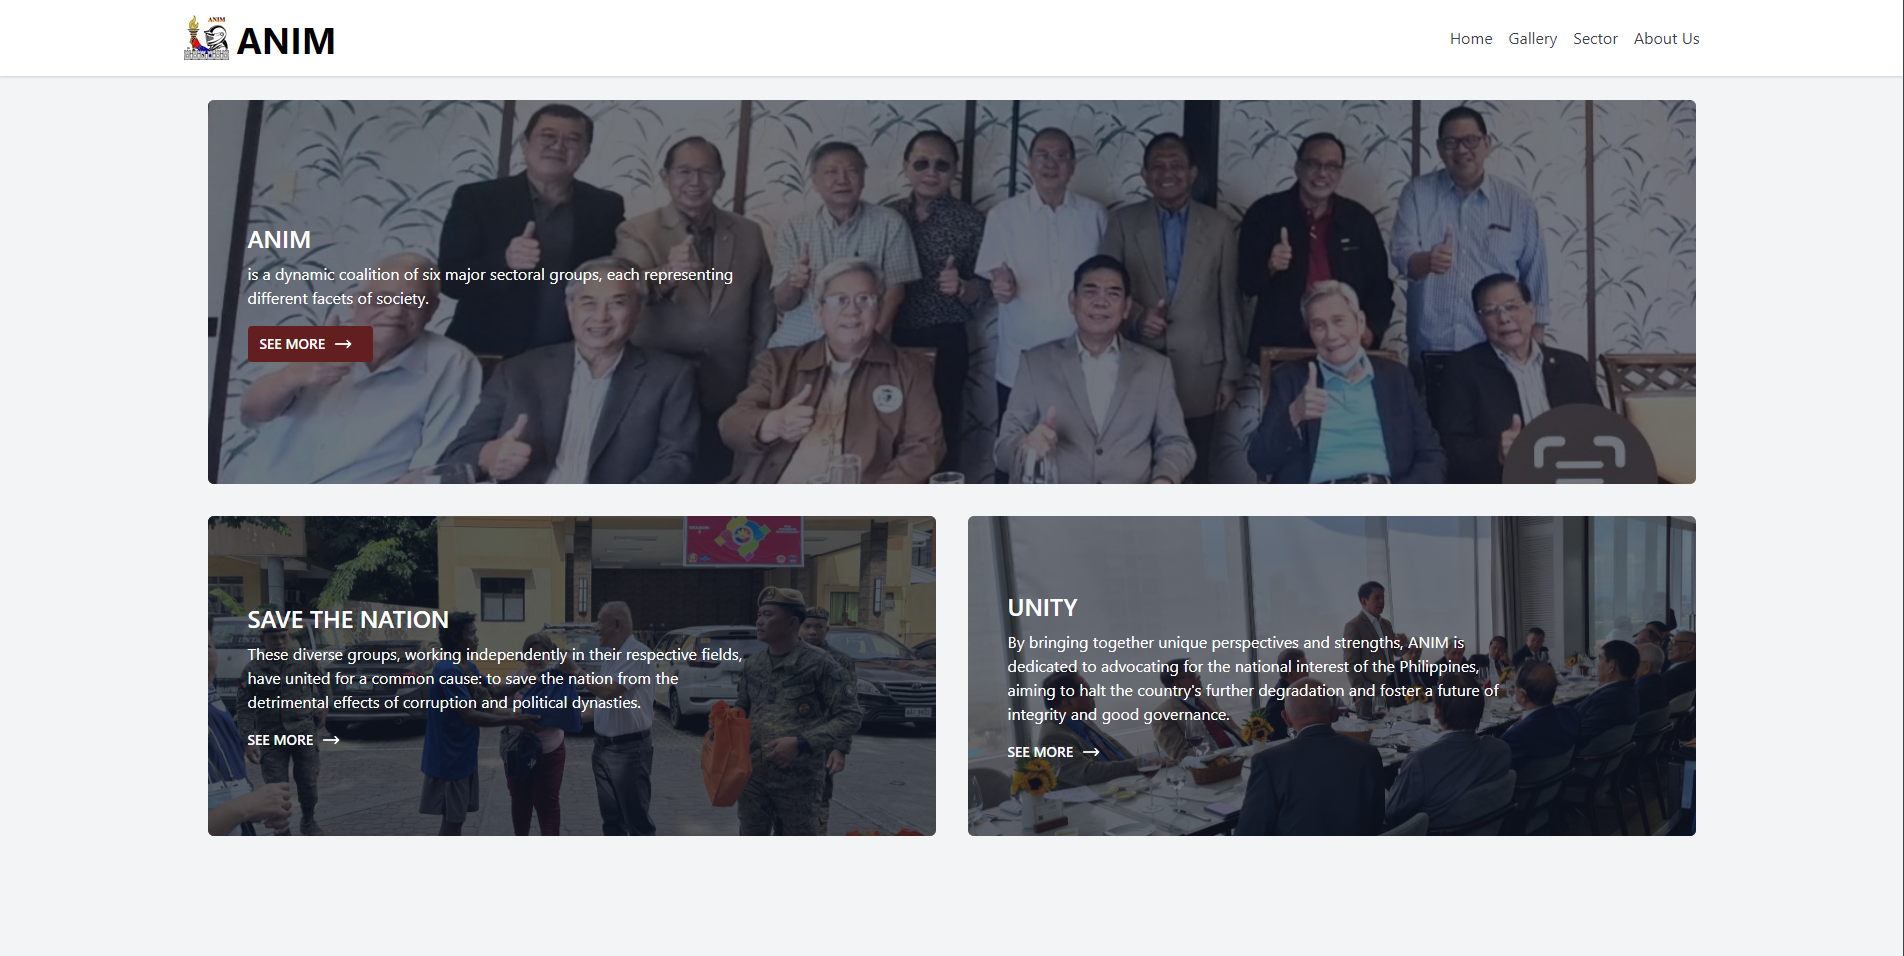 ANIM
ANIM
Home Gallery Sector About Us
ANIM
is a dynamic coalition of six major sectoral groups, each representing
different facets of society.
SEE MORE
SAVE THE NATION
These diverse groups, working independently in their respective fields,
have united for a common cause: to save the nation from the
detrimental effects of corruption and political dynasties.
SEE MORE
UNITY
By bringing together unique perspectives and strengths, ANIM is
dedicated to advocating for the national interest of the Philippines,
aiming to halt the country's further degradation and foster a future of
integrity and good governance.
SEE MORE